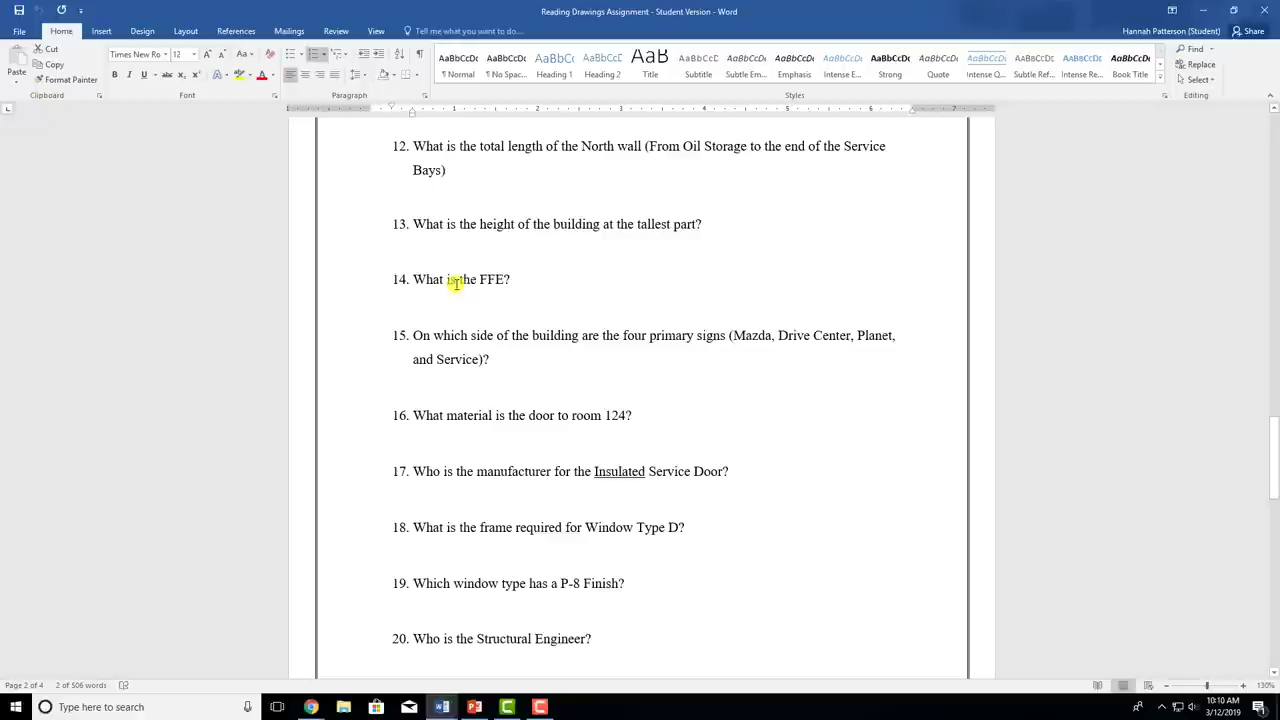 Reading Drawings Assignment - Student Version - Word
File Home Insert Design Layout References Mailings Review View Tell me what you want to do... Hannah Patterson (Student) Share
Paste Cut Copy Format Painter
Times New Ro 12
¶ Normal ¶ No Spac... Heading 1 Heading 2 Title Subtitle Subtle Em... Emphasis Intense E... Strong Quote Intense Q... Subtle Ref... Intense Re... Book Title
Find Replace Select
Clipboard Font Paragraph Styles Editing
12. What is the total length of the North wall (From Oil Storage to the end of the Service
Bays)
13. What is the height of the building at the tallest part?
14. What is the FFE?
15. On which side of the building are the four primary signs (Mazda, Drive Center, Planet,
and Service)?
16. What material is the door to room 124?
17. Who is the manufacturer for the Insulated Service Door?
18. What is the frame required for Window Type D?
19. Which window type has a P-8 Finish?
20. Who is the Structural Engineer?
Page 2 of 4 2 of 506 words 130%
Type here to search
10:10 AM
3/12/2019